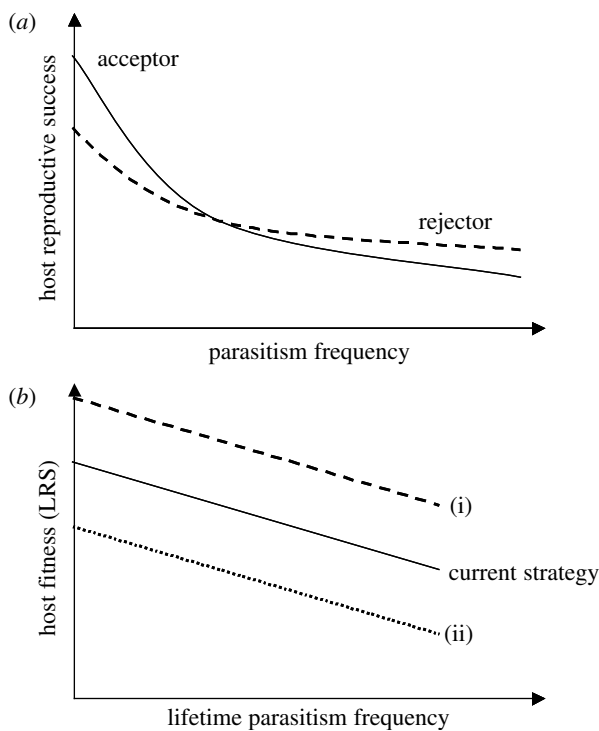 (a)
acceptor
rejector
host reproductive success
parasitism frequency
(b)
(i)
current strategy
(ii)
host fitness (LRS)
lifetime parasitism frequency